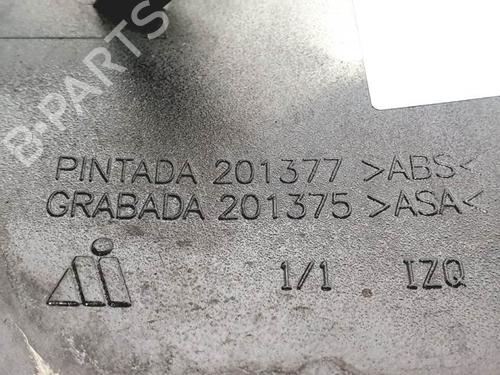 B-PARTS
PINTADA 201377 >ABS<
GRABADA 201375 >ASA<
1/1 IZQ